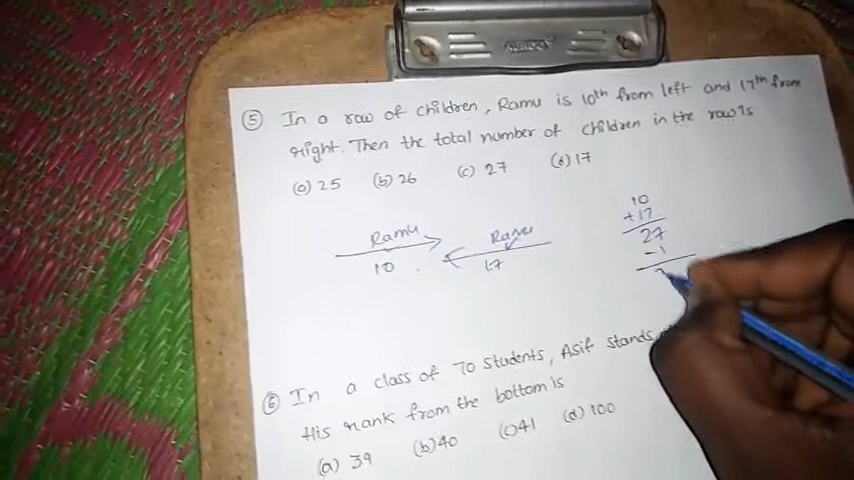 ⑤ In a row of children, Ramu is 10th from left and 17th from
right. Then the total number of children in the row is
(a) 25 (b) 26 (c) 27 (d) 17
Ramu
10
Ramu
17
10
+17
27
-1
⑥ In a class of 70 students, Asif stands
His rank from the bottom is
(a) 39 (b) 40 (c) 41 (d) 100